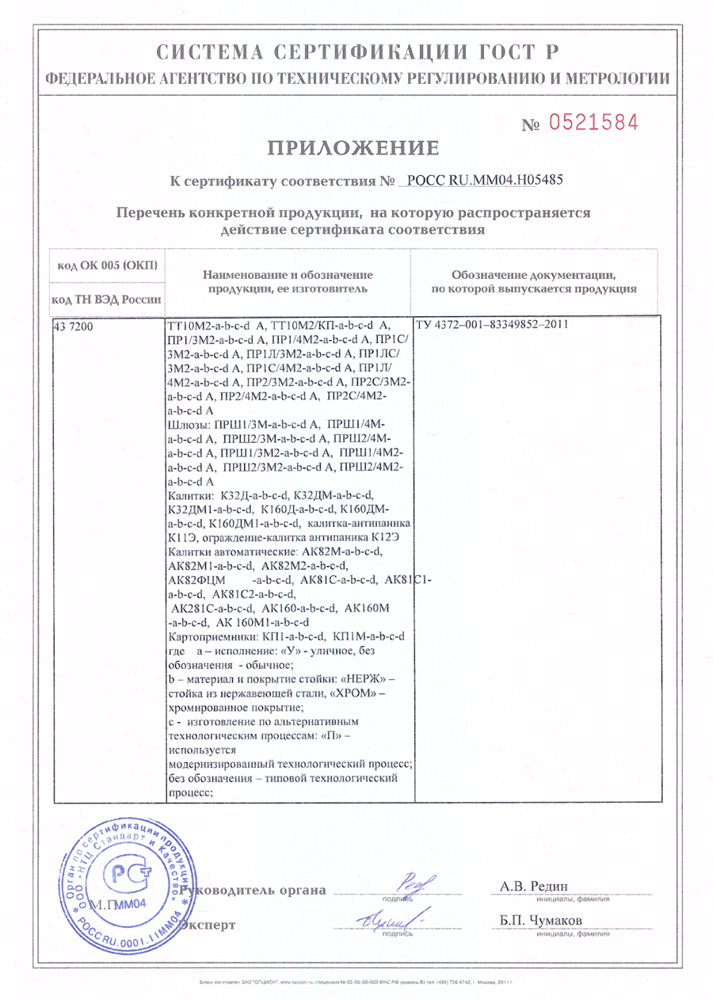 СИСТЕМА СЕРТИФИКАЦИИ ГОСТ Р
ФЕДЕРАЛЬНОЕ АГЕНТСТВО ПО ТЕХНИЧЕСКОМУ РЕГУЛИРОВАНИЮ И МЕТРОЛОГИИ
№ 0521584
ПРИЛОЖЕНИЕ
К сертификату соответствия № РОСС RU.ММ04.Н05485
Перечень конкретной продукции, на которую распространяется
действие сертификата соответствия
код ОК 005 (ОКП)
код ТН ВЭД России
Наименование и обозначение
продукции, ее изготовитель
Обозначение документации,
по которой выпускается продукция
43 7200
ТТ10М2-a-b-c-d А, ТТ10М2/КП-a-b-c-d А,
ПР1/3М2-a-b-c-d А, ПР1/4М2-a-b-c-d А, ПР1С/
3М2-a-b-c-d А, ПР1Л/3М2-a-b-c-d А, ПР1ЛС/
3М2-a-b-c-d А, ПР1С/4М2-a-b-c-d А, ПР1Л/
4М2-a-b-c-d А, ПР2/3М2-a-b-c-d А, ПР2С/3М2-
a-b-c-d А, ПР2/4М2-a-b-c-d А, ПР2С/4М2-
a-b-c-d А
Шлюзы: ПРШ1/3М-a-b-c-d А, ПРШ1/4М-
a-b-c-d А, ПРШ2/3М-a-b-c-d А, ПРШ2/4М-
a-b-c-d А, ПРШ1/3М2-a-b-c-d А, ПРШ1/4М2-
a-b-c-d А, ПРШ2/3М2-a-b-c-d А, ПРШ2/4М2-
a-b-c-d А
Калитки: К32Д-a-b-c-d, К32ДМ-a-b-c-d,
К32ДМ1-a-b-c-d, К160Д-a-b-c-d, К160ДМ-
a-b-c-d, К160ДМ1-a-b-c-d, калитка-антипаника
К11Э, ограждение-калитка антипаника К12Э
Калитки автоматические: АК82М-a-b-c-d,
АК82М1-a-b-c-d, АК82М2-a-b-c-d,
АК82ФЦМ -a-b-c-d, АК81С-a-b-c-d, АК81С1-
a-b-c-d, АК81С2-a-b-c-d,
АК281С-a-b-c-d, АК160-a-b-c-d, АК160М
-a-b-c-d, АК 160М1-a-b-c-d
Картоприемники: КП1-a-b-c-d, КП1М-a-b-c-d
где a – исполнение: «У» - уличное, без
обозначения - обычное;
b – материал и покрытие стойки: «НЕРЖ» –
стойка из нержавеющей стали, «ХРОМ» –
хромированное покрытие;
с - изготовление по альтернативным
технологическим процессам: «П» –
используется
модернизированный технологический процесс;
без обозначения – типовой технологический
процесс;
ТУ 4372–001–83349852–2011
Орган по сертификации продукции
ООО "НТЦ Стандарт и Качество"
РСТ
М.П.
ММ04
РОСС RU.0001.11ММ04
Руководитель органа
подпись
А.В. Редин
инициалы, фамилия
Эксперт
подпись
Б.П. Чумаков
инициалы, фамилия
Бланк изготовлен ЗАО "ОПЦИОН", www.opcion.ru, (лицензия № 05-05-09/003 ФНС РФ уровень B) тел. (495) 726 4742, г. Москва, 2011 г.